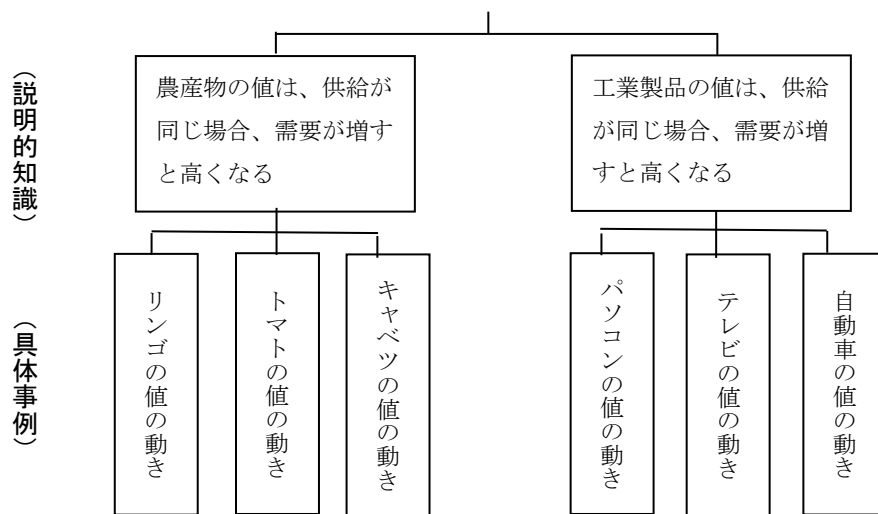 （説明的知識）
農産物の値は、供給が
同じ場合、需要が増す
と高くなる
工業製品の値は、供給
が同じ場合、需要が増
すと高くなる
（具体事例）
リンゴの値の動き
トマトの値の動き
キャベツの値の動き
パソコンの値の動き
テレビの値の動き
自動車の値の動き